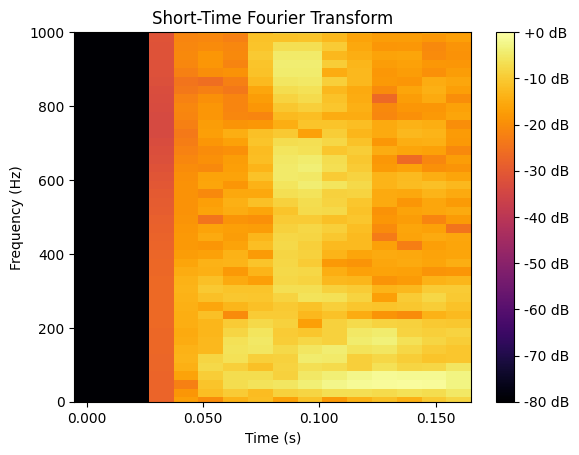 Short-Time Fourier Transform
Frequency (Hz)
1000
800
600
400
200
0
0.000
0.050
0.100
0.150
Time (s)
+0 dB
-10 dB
-20 dB
-30 dB
-40 dB
-50 dB
-60 dB
-70 dB
-80 dB